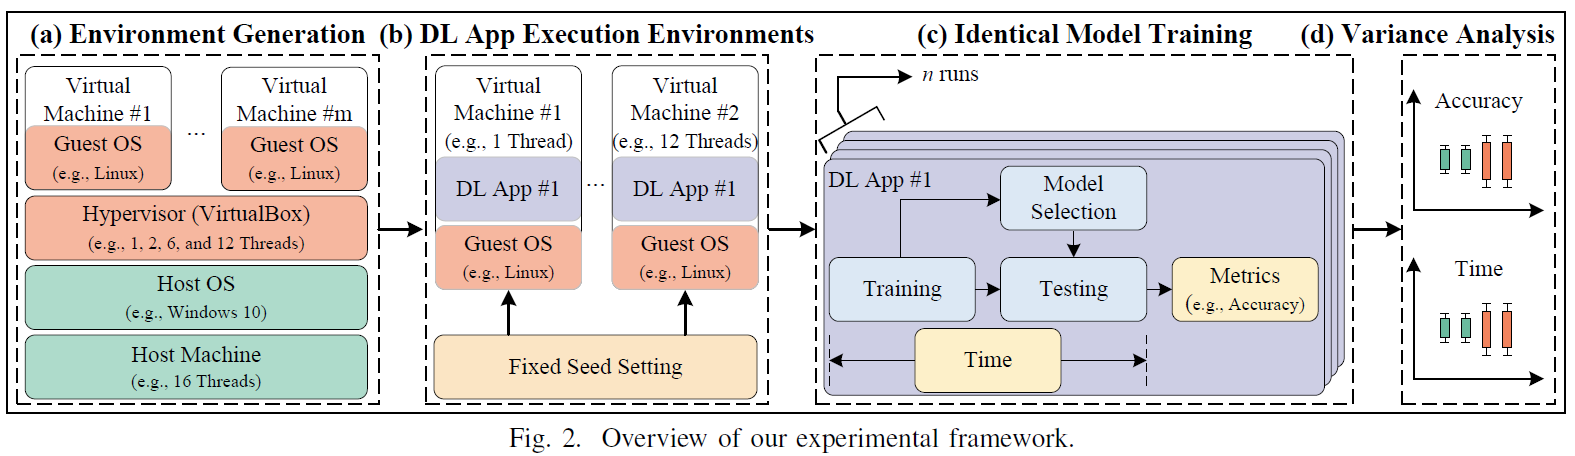 (a) Environment Generation
Virtual
Machine #1
Guest OS
(e.g., Linux)
...
Virtual
Machine #m
Guest OS
(e.g., Linux)
Hypervisor (VirtualBox)
(e.g., 1, 2, 6, and 12 Threads)
Host OS
(e.g., Windows 10)
Host Machine
(e.g., 16 Threads)
(b) DL App Execution Environments
Virtual
Machine #1
(e.g., 1 Thread)
DL App #1
Guest OS
(e.g., Linux)
...
Virtual
Machine #2
(e.g., 12 Threads)
DL App #1
Guest OS
(e.g., Linux)
Fixed Seed Setting
(c) Identical Model Training
n runs
DL App #1
Model
Selection
Training
Testing
Metrics
(e.g., Accuracy)
Time
(d) Variance Analysis
Accuracy
Time
Fig. 2. Overview of our experimental framework.